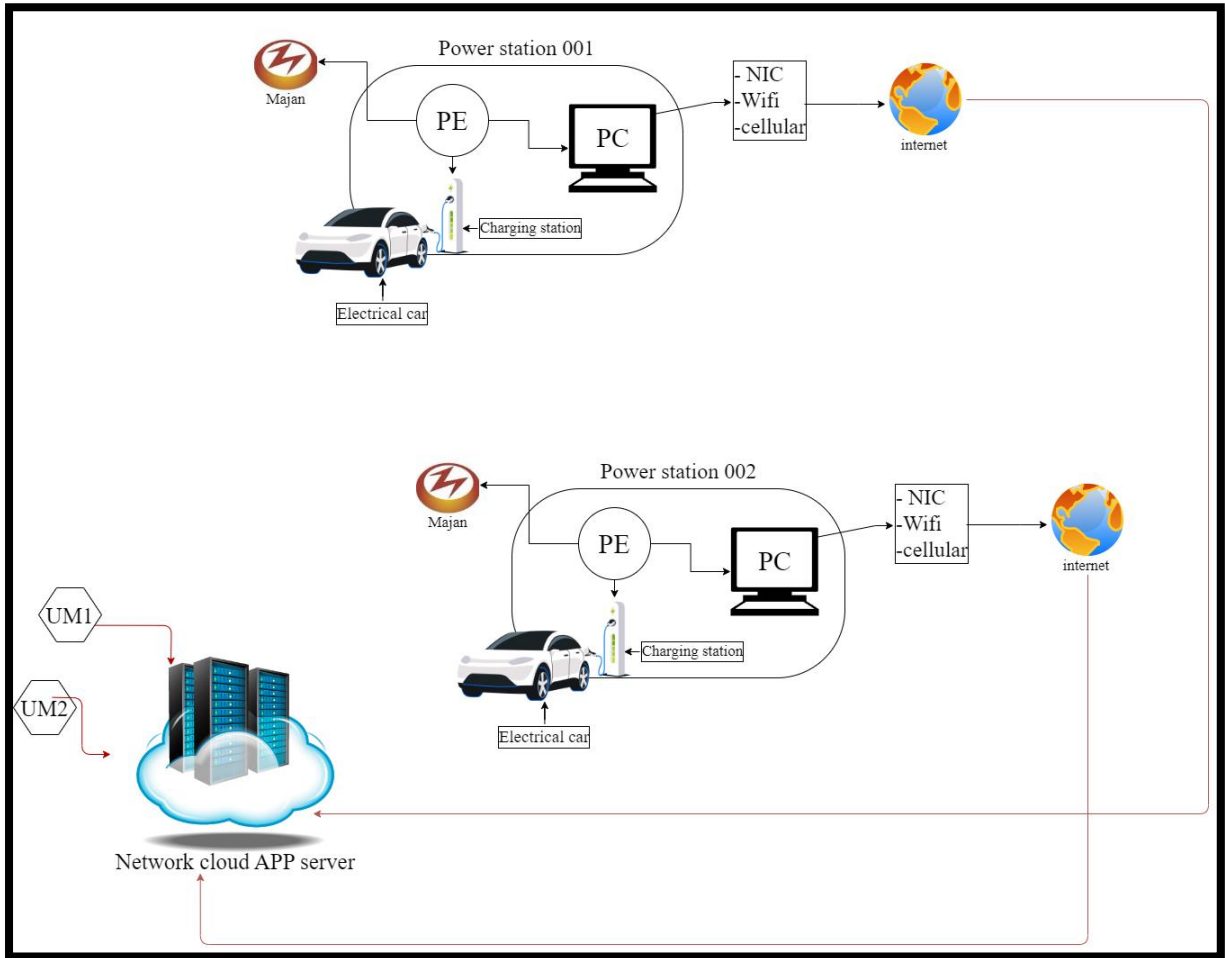 Power station 001
Majan
PE
PC
- NIC
-Wifi
-cellular
internet
Charging station
Electrical car
Power station 002
Majan
PE
PC
- NIC
-Wifi
-cellular
internet
Charging station
Electrical car
UM1
UM2
Network cloud APP server